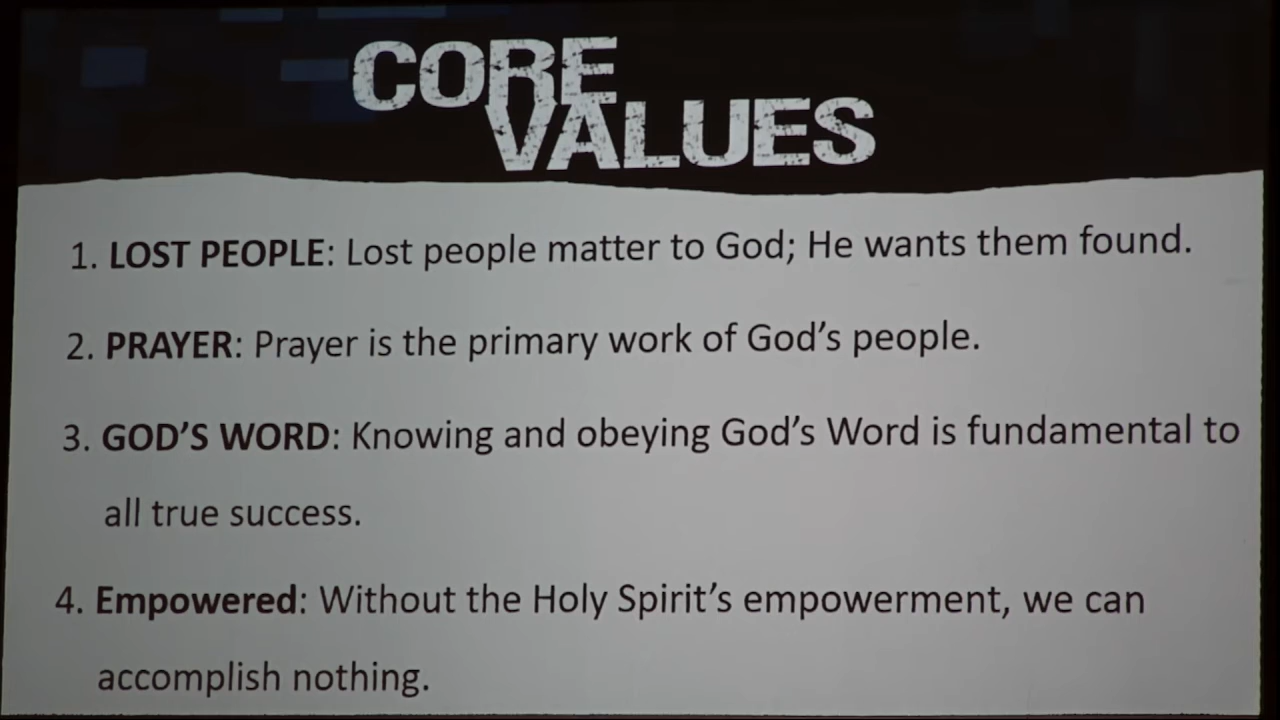 CORE
VALUES
1. LOST PEOPLE: Lost people matter to God; He wants them found.
2. PRAYER: Prayer is the primary work of God’s people.
3. GOD’S WORD: Knowing and obeying God’s Word is fundamental to
all true success.
4. Empowered: Without the Holy Spirit’s empowerment, we can
accomplish nothing.